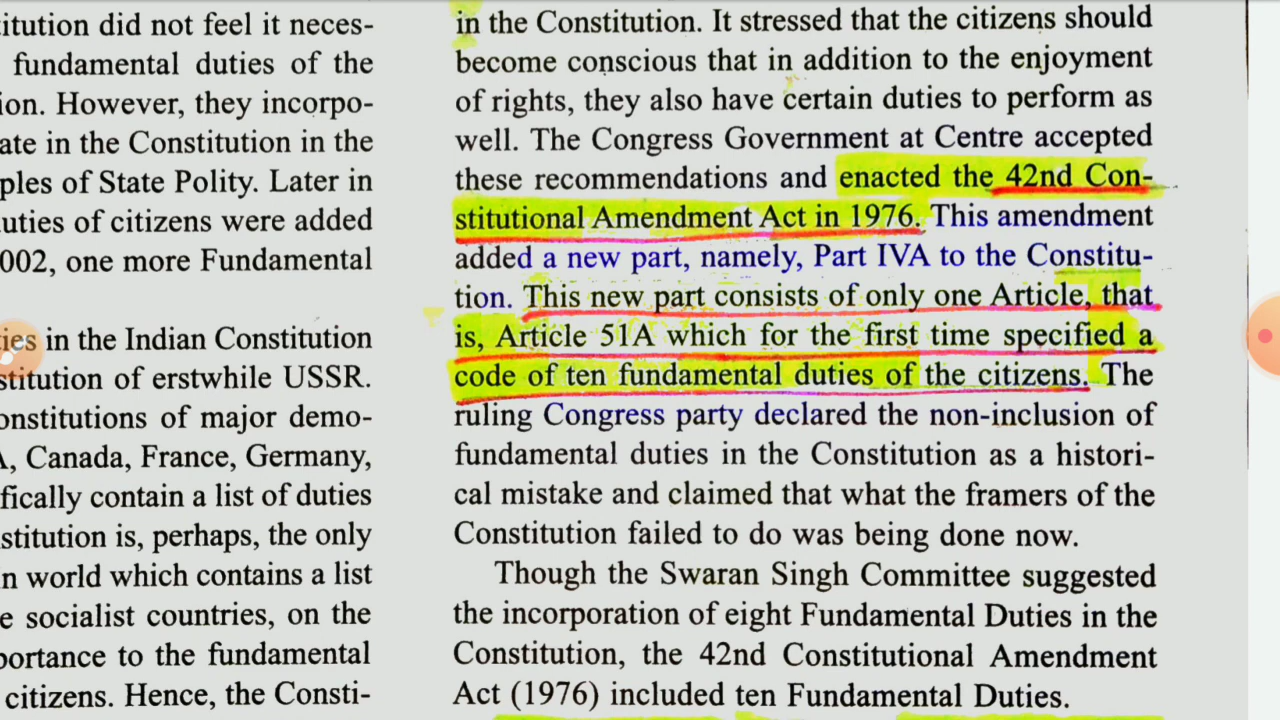 itution did not feel it neces-
fundamental duties of the
ion. However, they incorpo-
ate in the Constitution in the
ples of State Polity. Later in
uties of citizens were added
002, one more Fundamental
ies in the Indian Constitution
stitution of erstwhile USSR.
onstitutions of major demo-
A, Canada, France, Germany,
fically contain a list of duties
stitution is, perhaps, the only
n world which contains a list
e socialist countries, on the
portance to the fundamental
citizens. Hence, the Consti-
in the Constitution. It stressed that the citizens should
become conscious that in addition to the enjoyment
of rights, they also have certain duties to perform as
well. The Congress Government at Centre accepted
these recommendations and enacted the 42nd Con-
stitutional Amendment Act in 1976. This amendment
added a new part, namely, Part IVA to the Constitu-
tion. This new part consists of only one Article, that
is, Article 51A which for the first time specified a
code of ten fundamental duties of the citizens. The
ruling Congress party declared the non-inclusion of
fundamental duties in the Constitution as a histori-
cal mistake and claimed that what the framers of the
Constitution failed to do was being done now.
Though the Swaran Singh Committee suggested
the incorporation of eight Fundamental Duties in the
Constitution, the 42nd Constitutional Amendment
Act (1976) included ten Fundamental Duties.